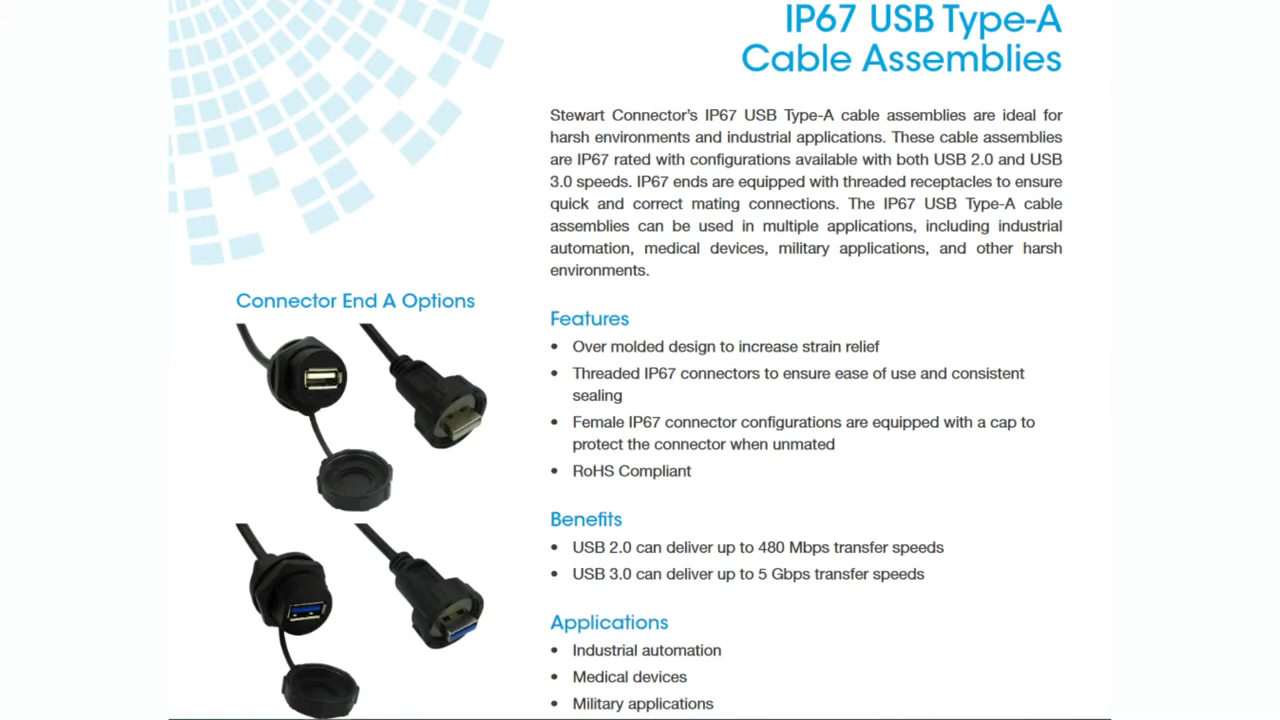 IP67 USB Type-A
Cable Assemblies
Stewart Connector's IP67 USB Type-A cable assemblies are ideal for
harsh environments and industrial applications. These cable assemblies
are IP67 rated with configurations available with both USB 2.0 and USB
3.0 speeds. IP67 ends are equipped with threaded receptacles to ensure
quick and correct mating connections. The IP67 USB Type-A cable
assemblies can be used in multiple applications, including industrial
automation, medical devices, military applications, and other harsh
environments.
Connector End A Options
Features
• Over molded design to increase strain relief
• Threaded IP67 connectors to ensure ease of use and consistent
sealing
• Female IP67 connector configurations are equipped with a cap to
protect the connector when unmated
• RoHS Compliant
Benefits
• USB 2.0 can deliver up to 480 Mbps transfer speeds
• USB 3.0 can deliver up to 5 Gbps transfer speeds
Applications
• Industrial automation
• Medical devices
• Military applications